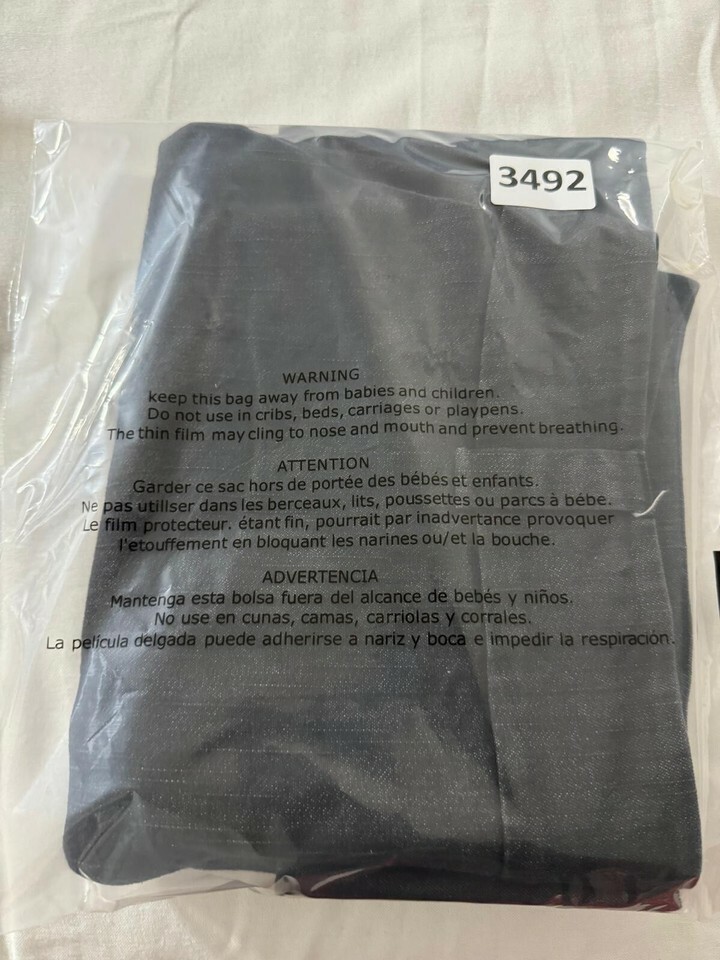 3492
WARNING
keep this bag away from babies and children.
Do not use in cribs, beds, carriages or playpens.
The thin film may cling to nose and mouth and prevent breathing.
ATTENTION
Garder ce sac hors de portée des bébés et enfants.
Ne pas utiliser dans les berceaux, lits, poussettes ou parcs à bébe.
Le film protecteur. étant fin, pourrait par inadvertance provoquer
l'etouffement en bloquant les narines ou/et la bouche.
ADVERTENCIA
Mantenga esta bolsa fuera del alcance de bebés y niños.
No use en cunas, camas, carriolas y corrales.
La película delgada puede adherirse a nariz y boca e impedir la respiración.